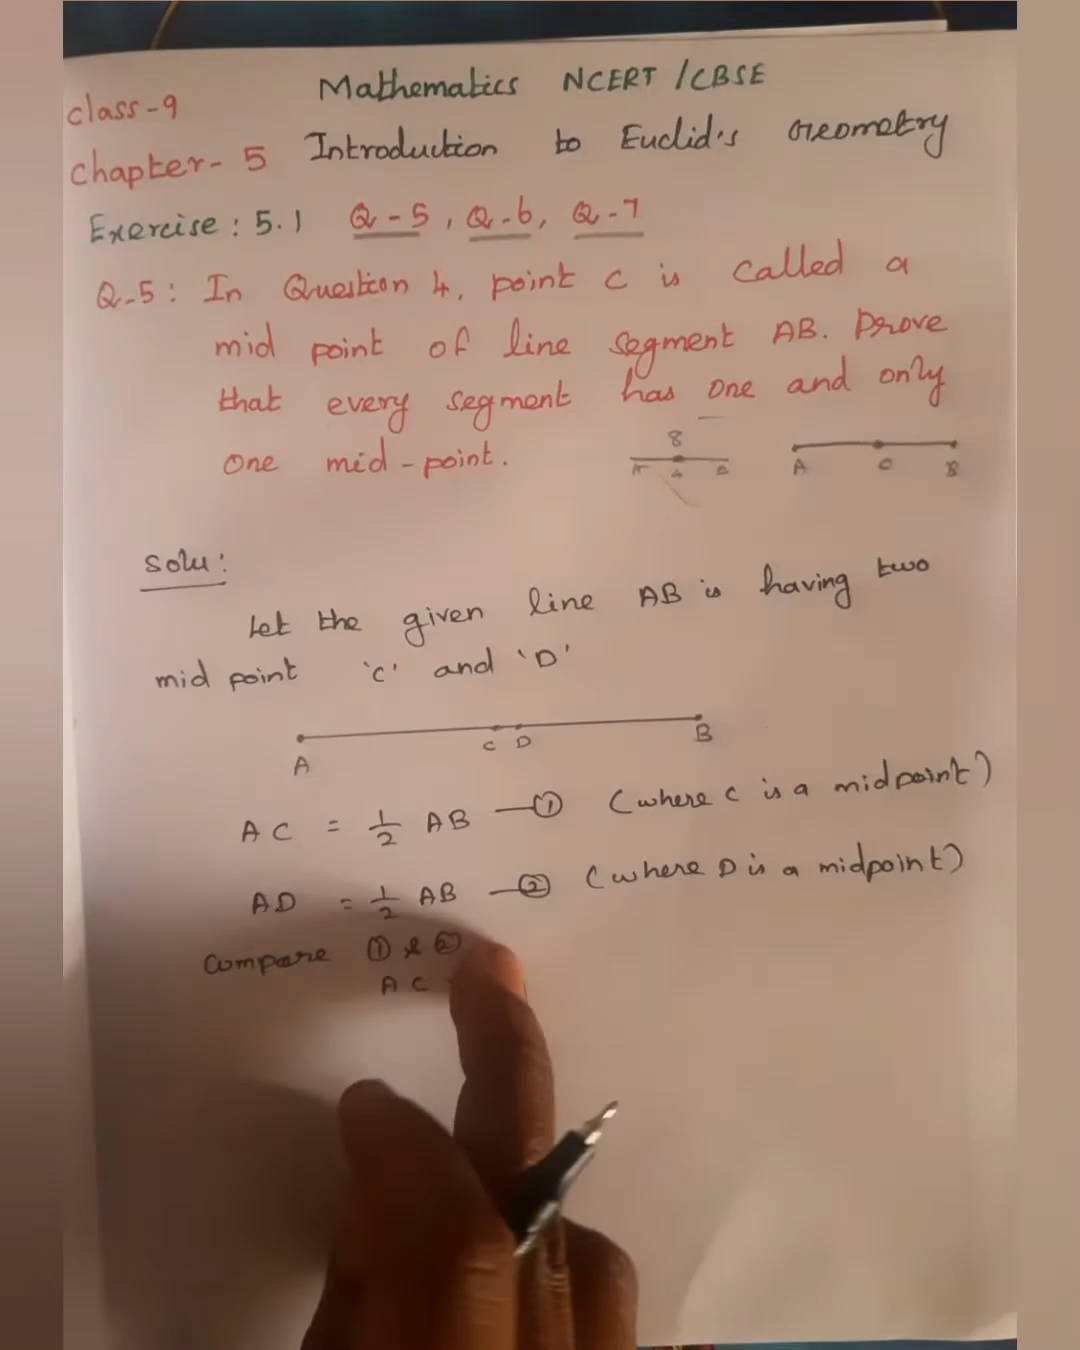 Mathematics NCERT / CBSE
class-9
chapter-5 Introduction to Euclid's Geometry
Exercise: 5.1 Q-5, Q-6, Q-7
Q-5: In Question 4, point C is called a
mid point of line segment AB. Prove
that every segment has one and only
one mid-point.
8
A C B
Solu:
Let the given line AB is having two
mid point 'C' and 'D'
A C D B
AC = 1/2 AB — ① (where C is a midpoint)
AD = 1/2 AB — ② (where D is a midpoint)
Compare ① & ②
AC